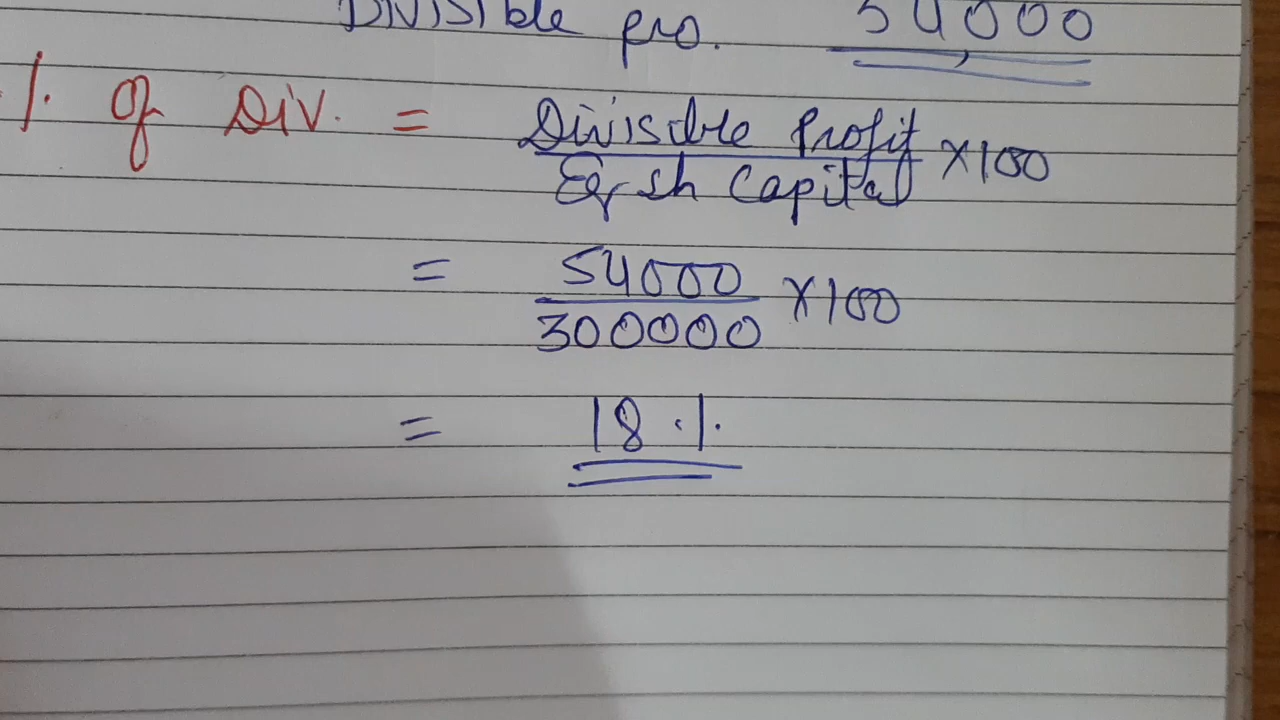 Divisible pro. 54000
% of Div. = Divisible Profit / Eq sh Capital ×100
= 54000 / 300000 ×100
= 18 %